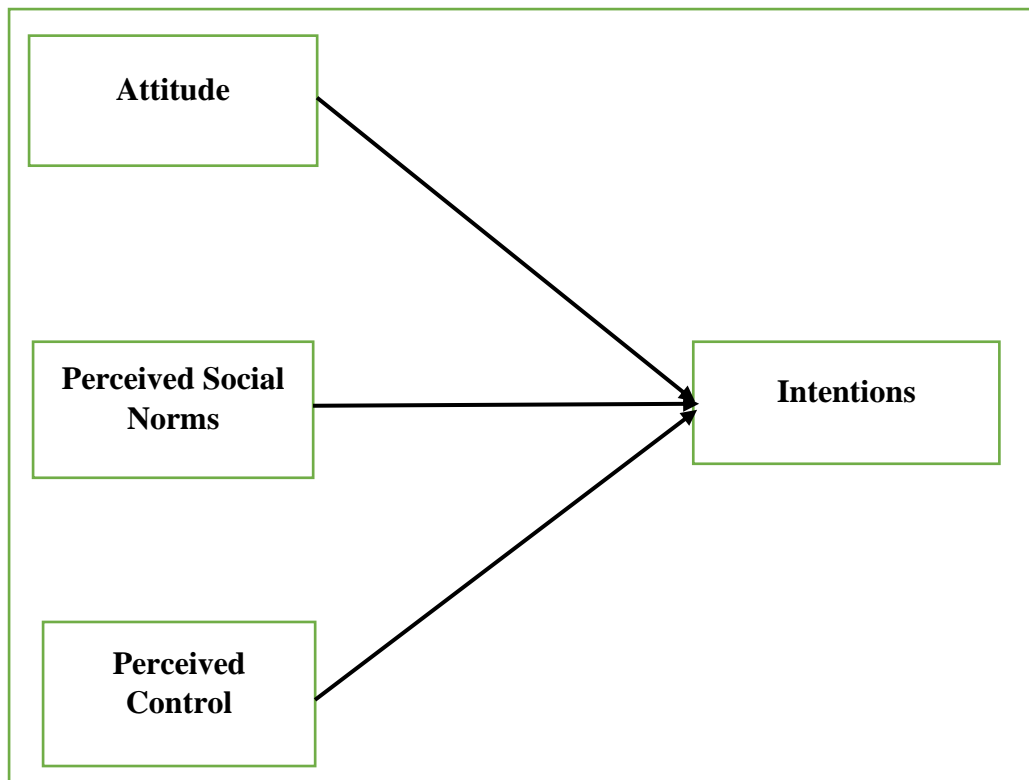 Attitude
Perceived Social
Norms
Intentions
Perceived
Control